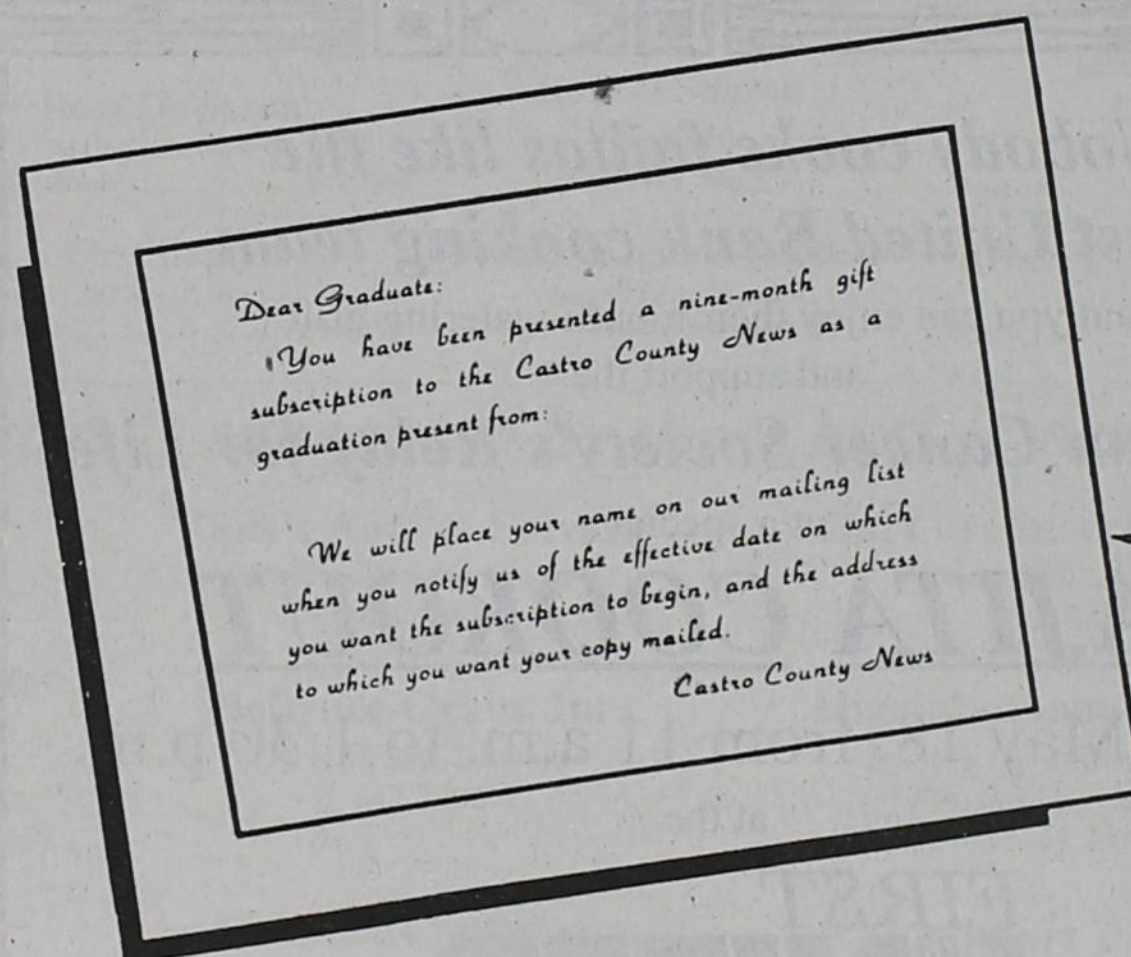 Dear Graduate:
You have been presented a nine-month gift
subscription to the Castro County News as a
graduation present from:
We will place your name on our mailing list
when you notify us of the effective date on which
you want the subscription to begin, and the address
to which you want your copy mailed.
Castro County News